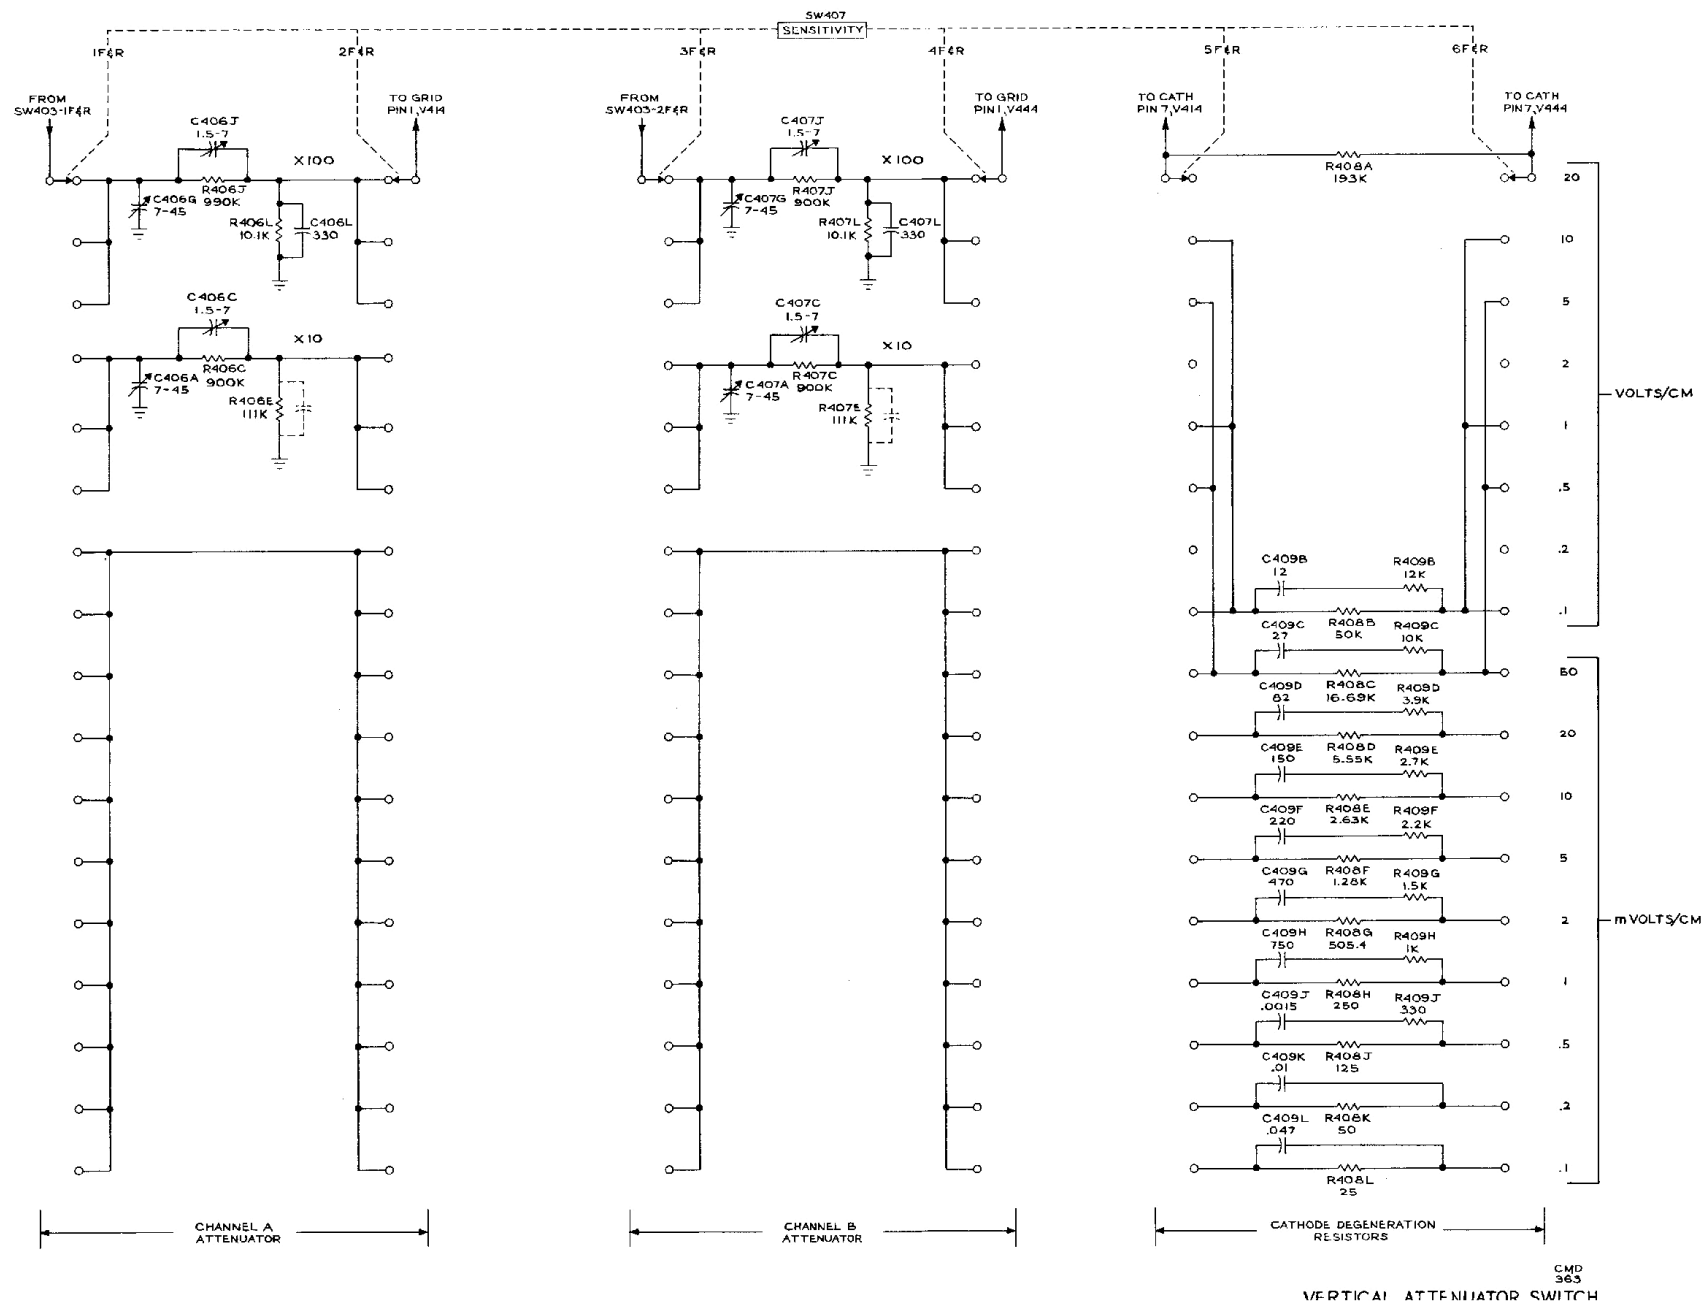 SW407
SENSITIVITY
1F&R
2F&R
3F&R
4F&R
5F&R
6F&R
FROM
SW403-1F&R
TO GRID
PIN 1, V414
FROM
SW403-2F&R
TO GRID
PIN 1, V444
TO CATH
PIN 7, V414
TO CATH
PIN 7, V444
C406J
1.5-7
X100
C406G
7-45
R406J
990K
R406L
10.1K
C406L
330
C406C
1.5-7
X10
C406A
7-45
R406C
900K
R406E
111K
C407J
1.5-7
X100
C407G
7-45
R407J
900K
R407L
10.1K
C407L
330
C407C
1.5-7
X10
C407A
7-45
R407C
900K
R407E
111K
R408A
193K
20
10
5
2
1
.5
.2
.1
VOLTS/CM
C409B
12
R409B
12K
R408B
50K
C409C
27
R409C
10K
R408C
16.69K
50
C409D
82
R409D
3.9K
R408D
5.55K
20
C409E
150
R409E
2.7K
R408E
2.63K
10
C409F
220
R409F
2.2K
R408F
1.28K
5
C409G
470
R409G
1.5K
R408G
505.4
2
mVOLTS/CM
C409H
750
R409H
1K
R408H
250
1
C409J
.0015
R409J
330
R408J
125
.5
C409K
.01
R408K
50
.2
C409L
.047
R408L
25
.1
CHANNEL A
ATTENUATOR
CHANNEL B
ATTENUATOR
CATHODE DEGENERATION
RESISTORS
CMD
363
VERTICAL ATTENUATOR SWITCH